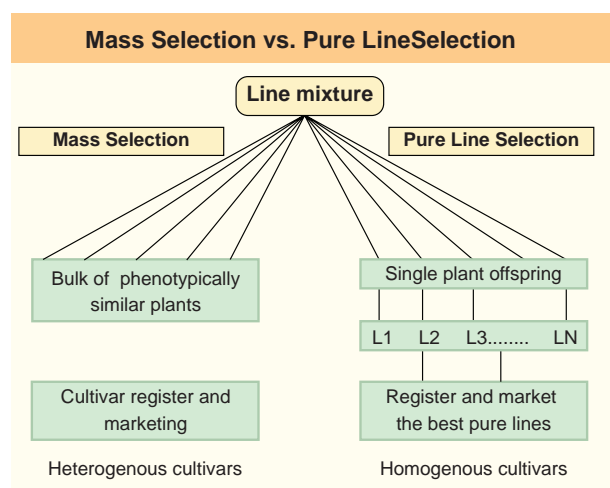 Mass Selection vs. Pure LineSelection
Line mixture
Mass Selection
Pure Line Selection
Bulk of phenotypically
similar plants
Single plant offspring
L1 L2 L3........ LN
Cultivar register and
marketing
Register and market
the best pure lines
Heterogenous cultivars
Homogenous cultivars